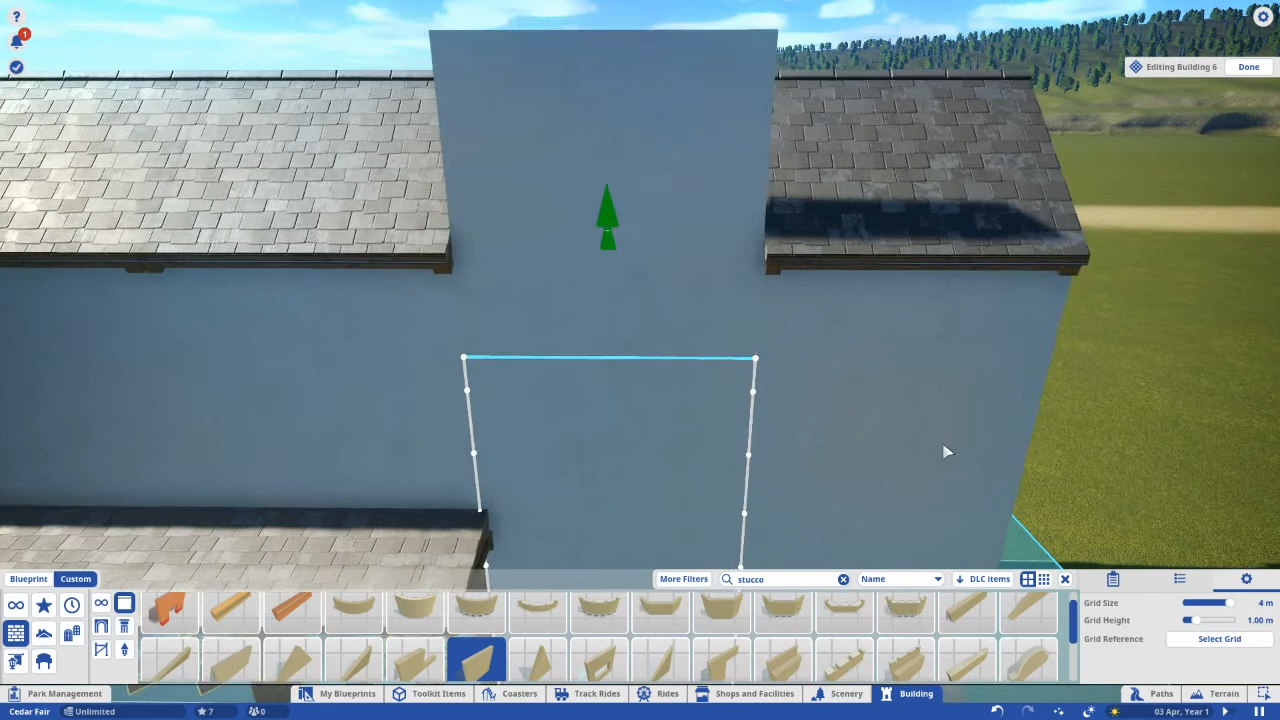 ?
1
Editing Building 6 Done
Blueprint Custom
More Filters stucco Name DLC items
Grid Size 4 m
Grid Height 1.00 m
Grid Reference Select Grid
Park Management My Blueprints Toolkit Items Coasters Track Rides Rides Shops and Facilities Scenery Building Paths Terrain
Cedar Fair Unlimited 7 0 03 Apr, Year 1